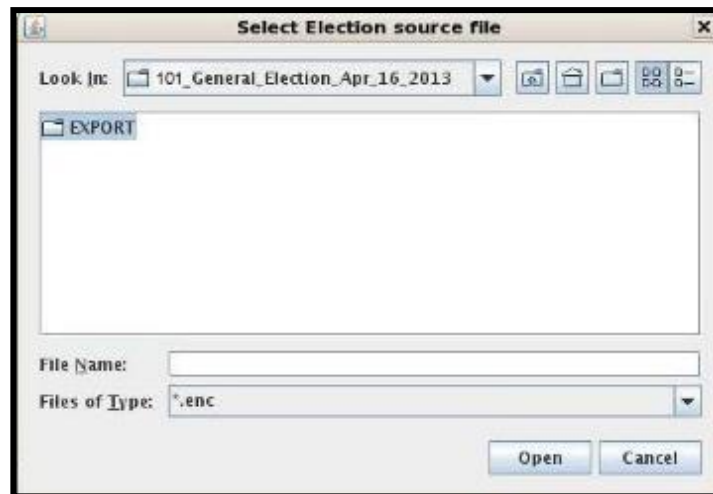 Select Election source file
Look In: 101_General_Election_Apr_16_2013
EXPORT
File Name:
Files of Type: *.enc
Open Cancel